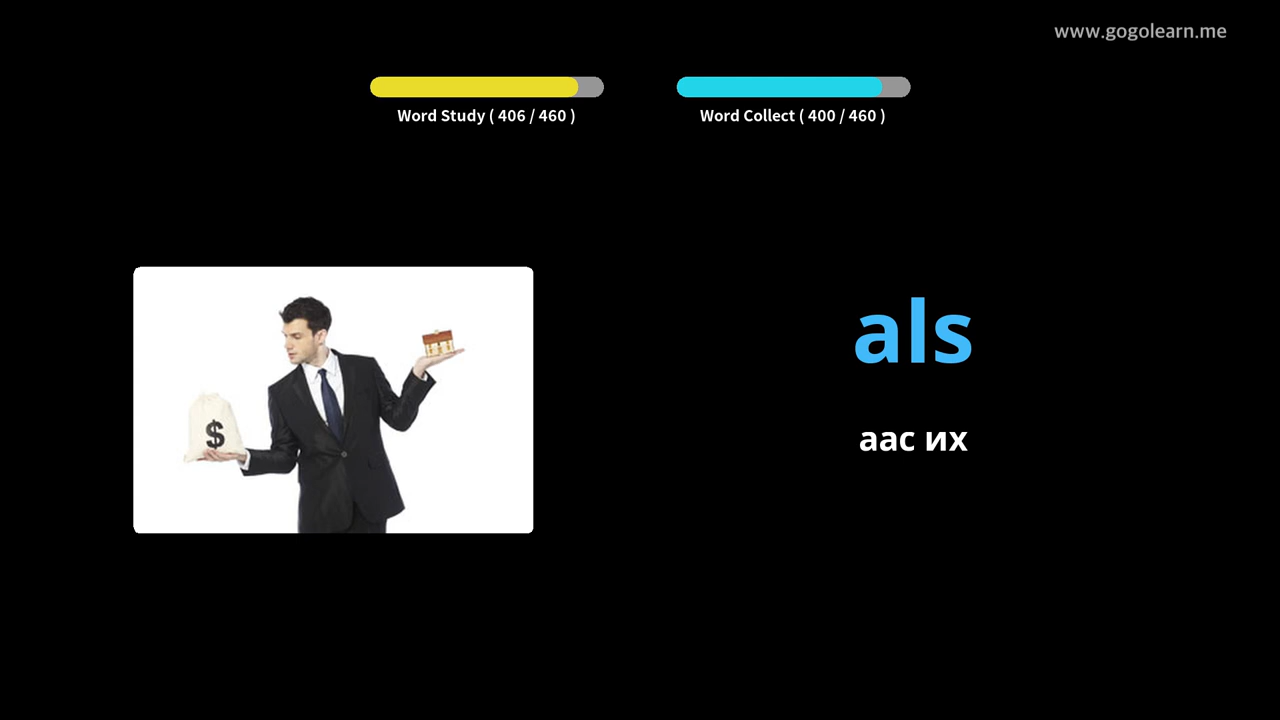 www.gogolearn.me
Word Study ( 406 / 460 )
Word Collect ( 400 / 460 )
als
аас их
$